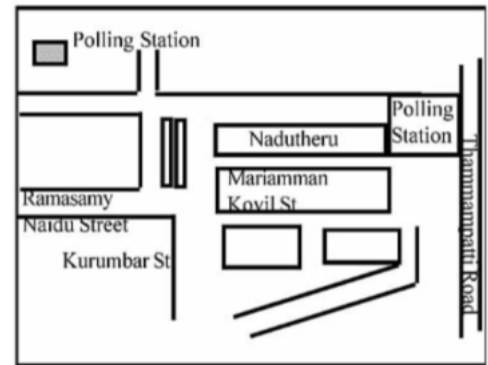 Polling Station
Polling
Station
Nadutheru
Mariamman
Kovil St
Ramasamy
Naidu Street
Kurumbar St
Thammampatti Road